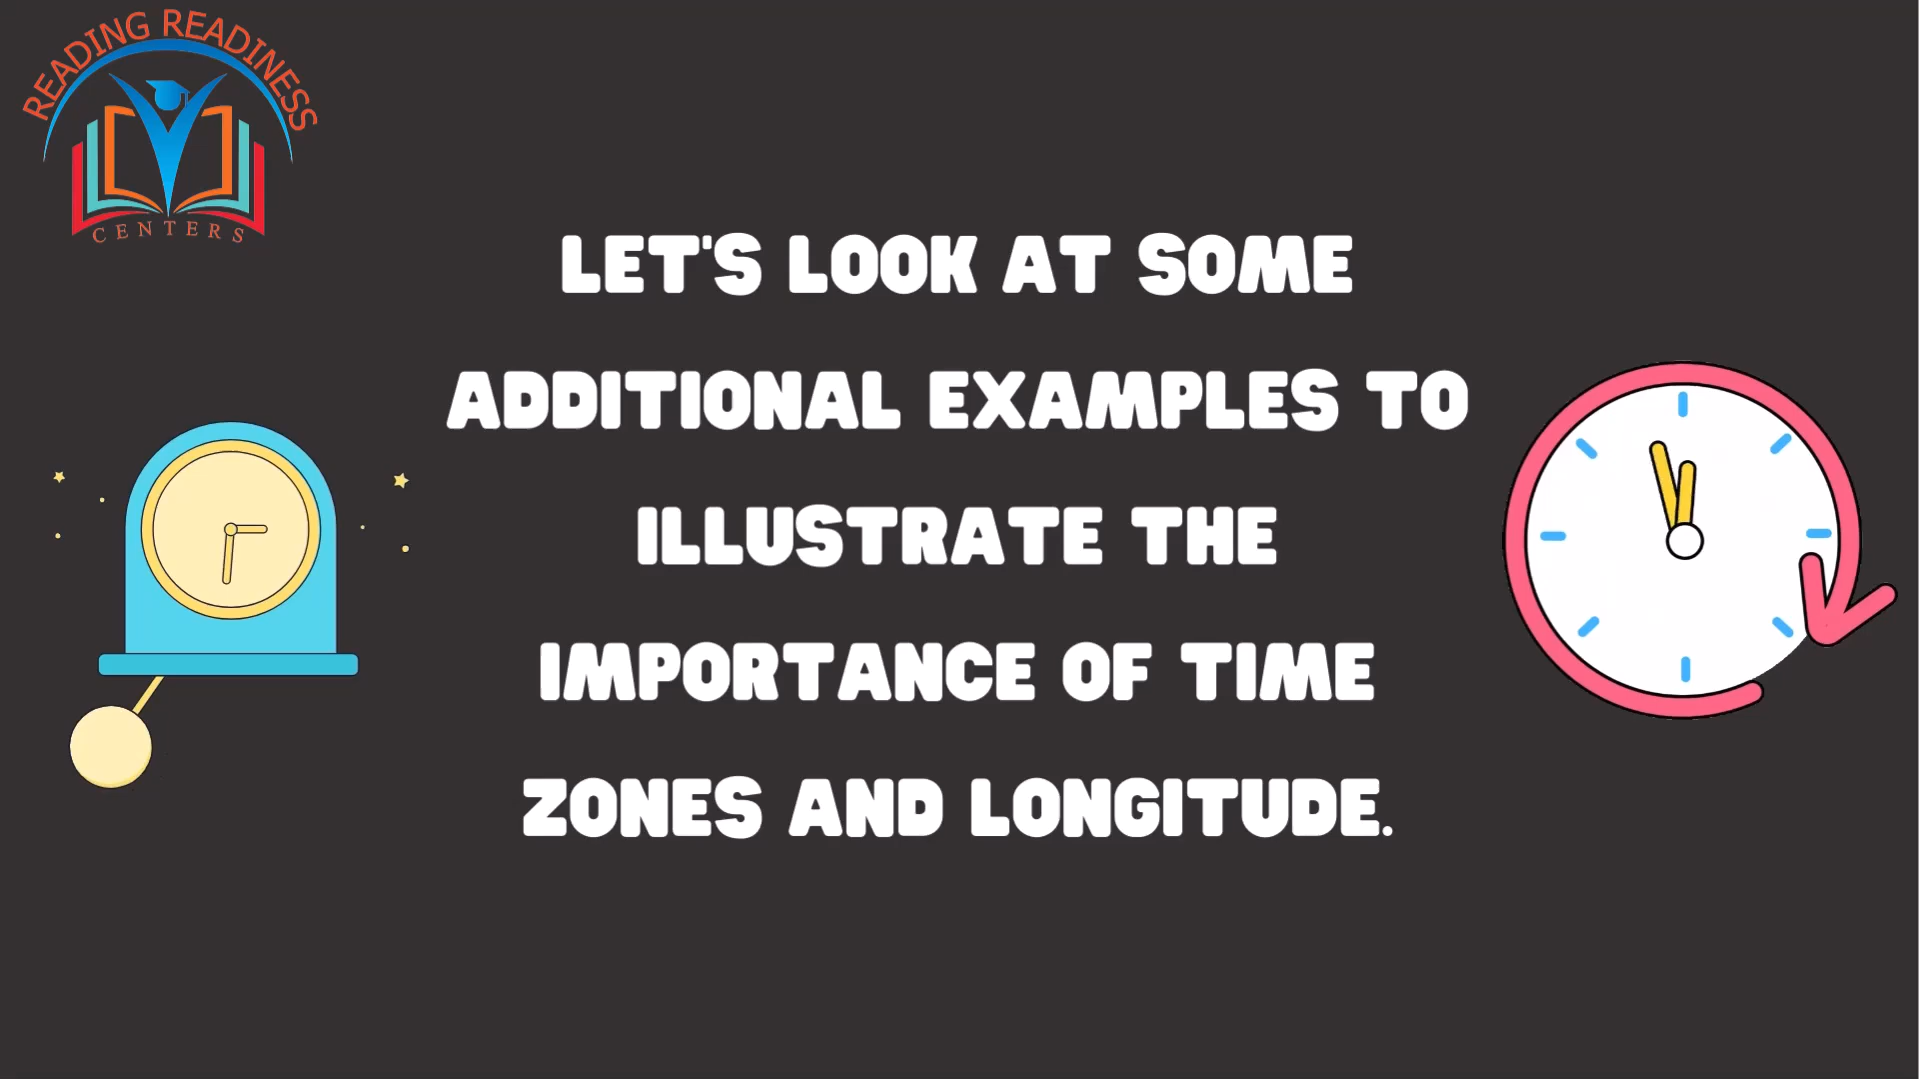 READING READINESS
CENTERS
LET'S LOOK AT SOME
ADDITIONAL EXAMPLES TO
ILLUSTRATE THE
IMPORTANCE OF TIME
ZONES AND LONGITUDE.